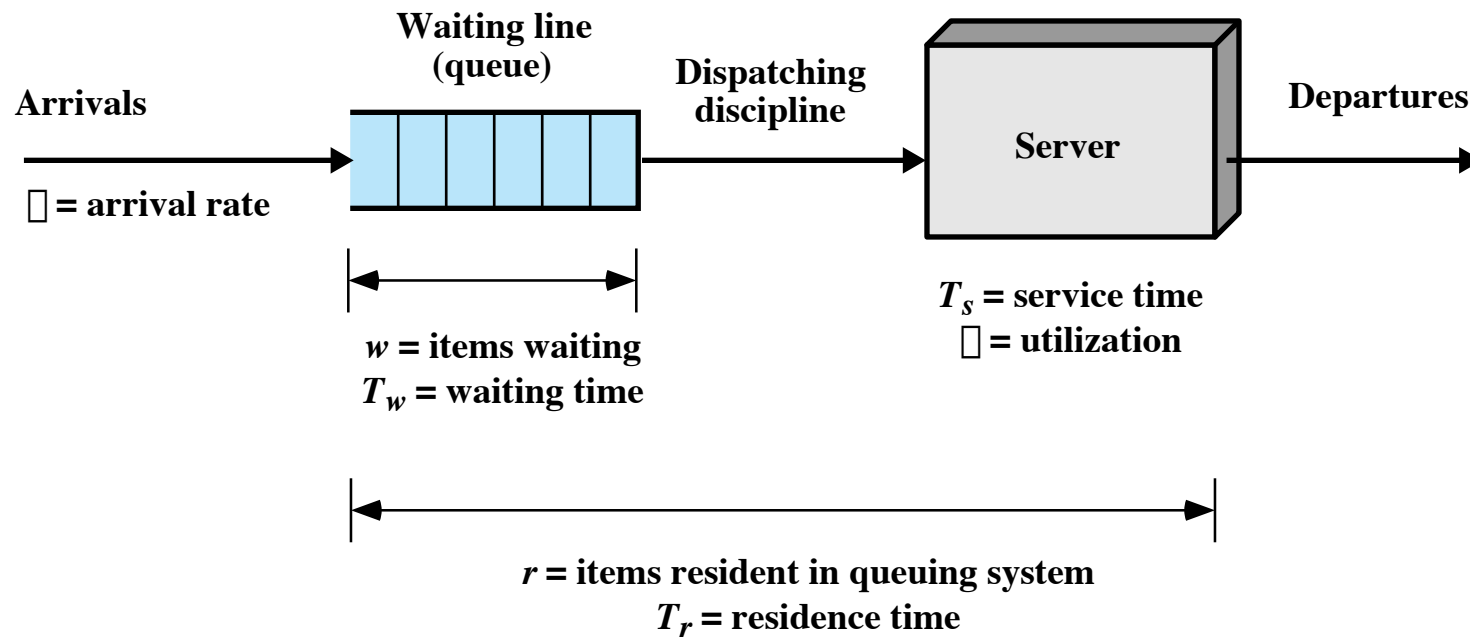 Waiting line
(queue)
Arrivals
Dispatching
discipline
Departures
Server
▯ = arrival rate
w = items waiting
T_w = waiting time
T_s = service time
▯ = utilization
r = items resident in queuing system
T_r = residence time